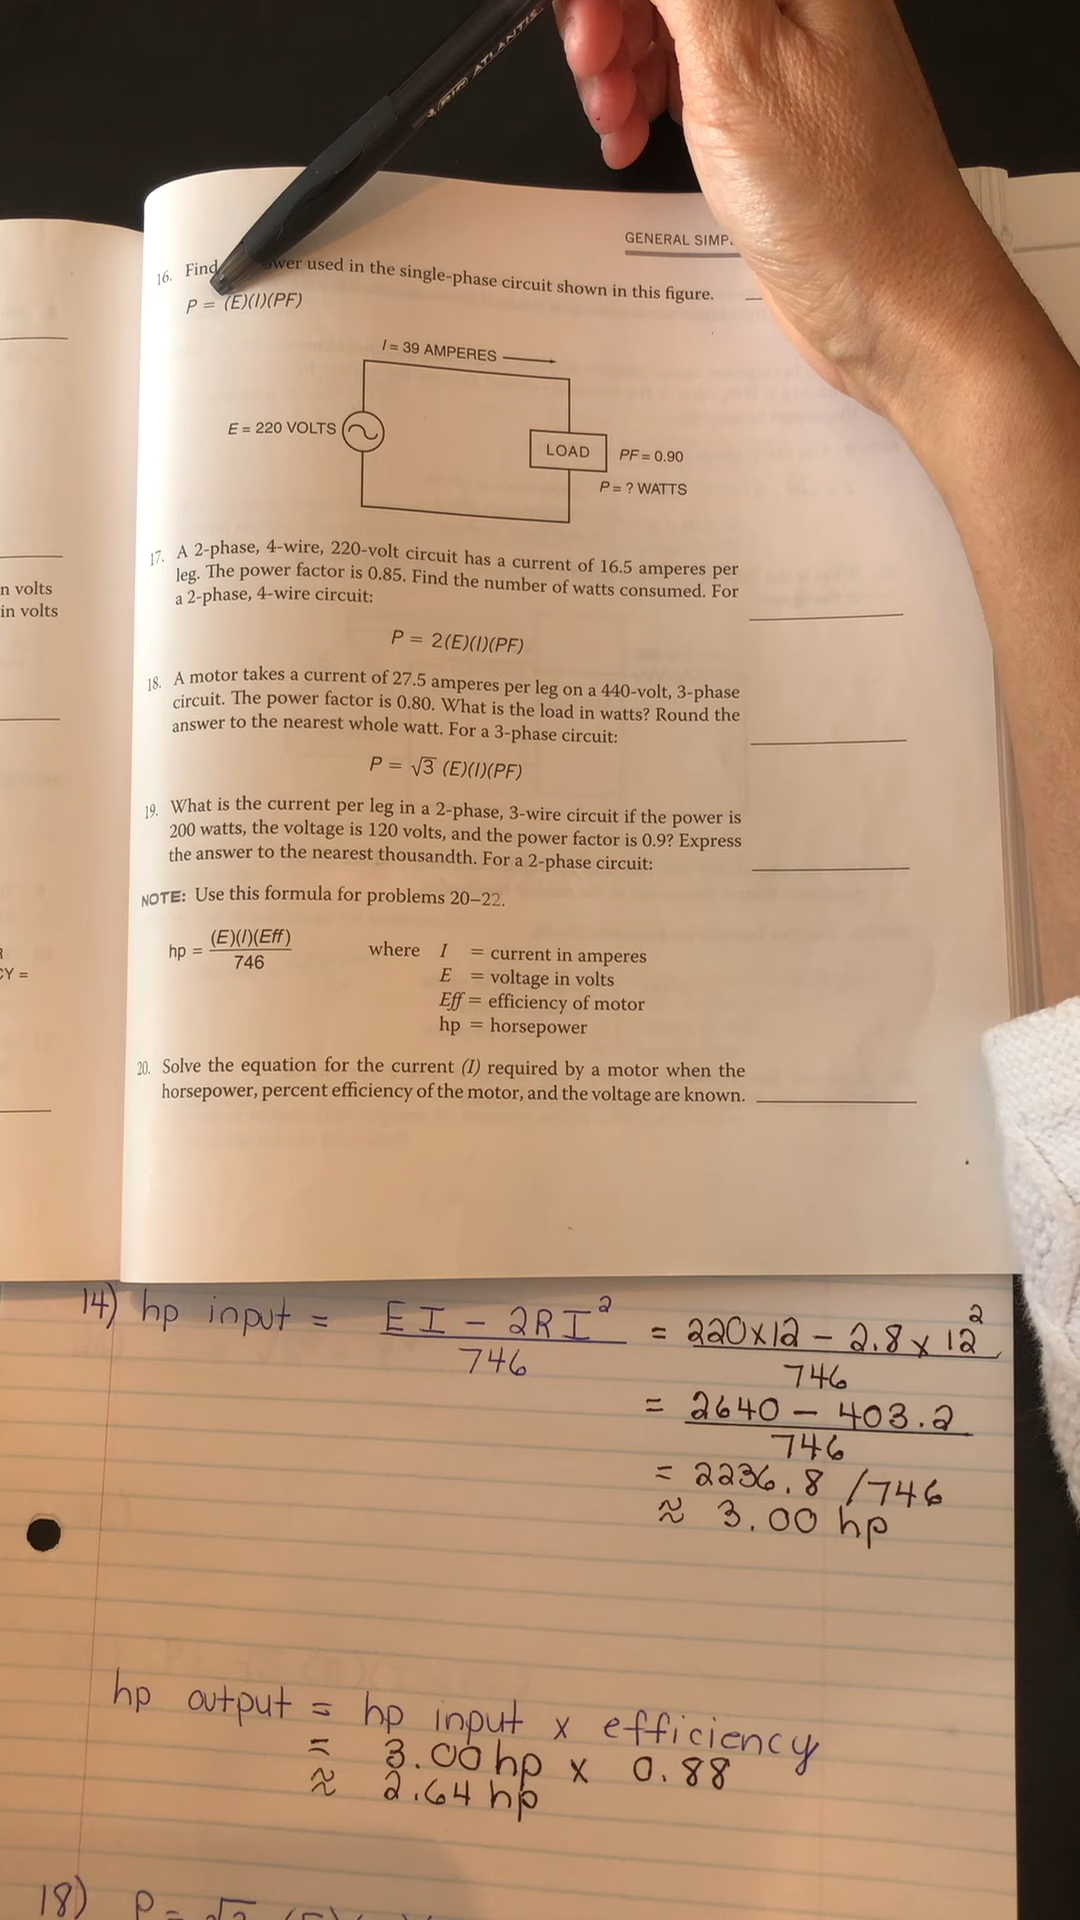 BIC ATLANTIS
GENERAL SIMP
16. Find wer used in the single-phase circuit shown in this figure.
P = (E)(I)(PF)
I = 39 AMPERES
E = 220 VOLTS
LOAD
PF = 0.90
P = ? WATTS
n volts
in volts
17. A 2-phase, 4-wire, 220-volt circuit has a current of 16.5 amperes per
leg. The power factor is 0.85. Find the number of watts consumed. For
a 2-phase, 4-wire circuit:
P = 2(E)(I)(PF)
18. A motor takes a current of 27.5 amperes per leg on a 440-volt, 3-phase
circuit. The power factor is 0.80. What is the load in watts? Round the
answer to the nearest whole watt. For a 3-phase circuit:
P = √3 (E)(I)(PF)
19. What is the current per leg in a 2-phase, 3-wire circuit if the power is
200 watts, the voltage is 120 volts, and the power factor is 0.9? Express
the answer to the nearest thousandth. For a 2-phase circuit:
NOTE: Use this formula for problems 20–22.
CY =
hp = (E)(I)(Eff)
746
where I = current in amperes
E = voltage in volts
Eff = efficiency of motor
hp = horsepower
20. Solve the equation for the current (I) required by a motor when the
horsepower, percent efficiency of the motor, and the voltage are known.
14) hp input = EI - 2RI² = 220x12 - 2.8 x 12²
746 746
= 2640 - 403.2
746
= 2236.8 /746
≈ 3.00 hp
hp output = hp input x efficiency
= 3.00 hp x 0.88
≈ 2.64 hp
18) P =